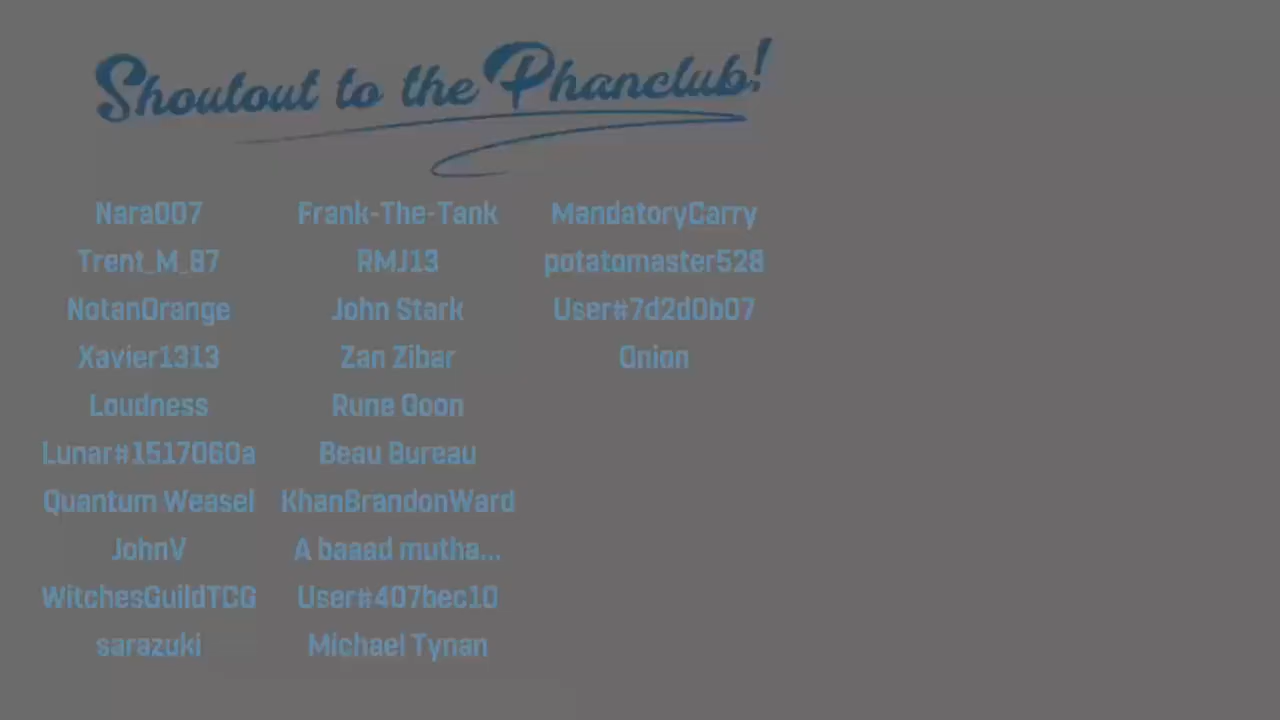 Shoutout to the Phanclub!
Nara007
Trent_M_87
NotanOrange
Xavier1313
Loudness
Lunar#1517060a
Quantum Weasel
JohnV
WitchesGuildTCG
sarazuki
Frank-The-Tank
RMJ13
John Stark
Zan Zibar
Rune Goon
Beau Bureau
KhanBrandonWard
A baaad mutha...
User#407bec10
Michael Tynan
MandatoryCarry
potatomaster528
User#7d2d0b07
Onion